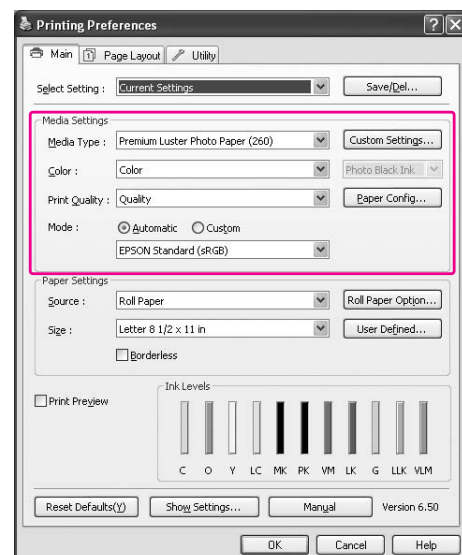 Printing Preferences
Main Page Layout Utility
Select Setting : Current Settings Save/Del...
Media Settings
Media Type : Premium Luster Photo Paper (260) Custom Settings...
Color : Color Photo Black Ink
Print Quality : Quality Paper Config...
Mode : Automatic Custom
EPSON Standard (sRGB)
Paper Settings
Source : Roll Paper Roll Paper Option...
Size : Letter 8 1/2 x 11 in User Defined...
Borderless
Print Preview
Ink Levels
C O Y LC MK PK VM LK G LLK VLM
Reset Defaults(Y) Show Settings... Manual Version 6.50
OK Cancel Help